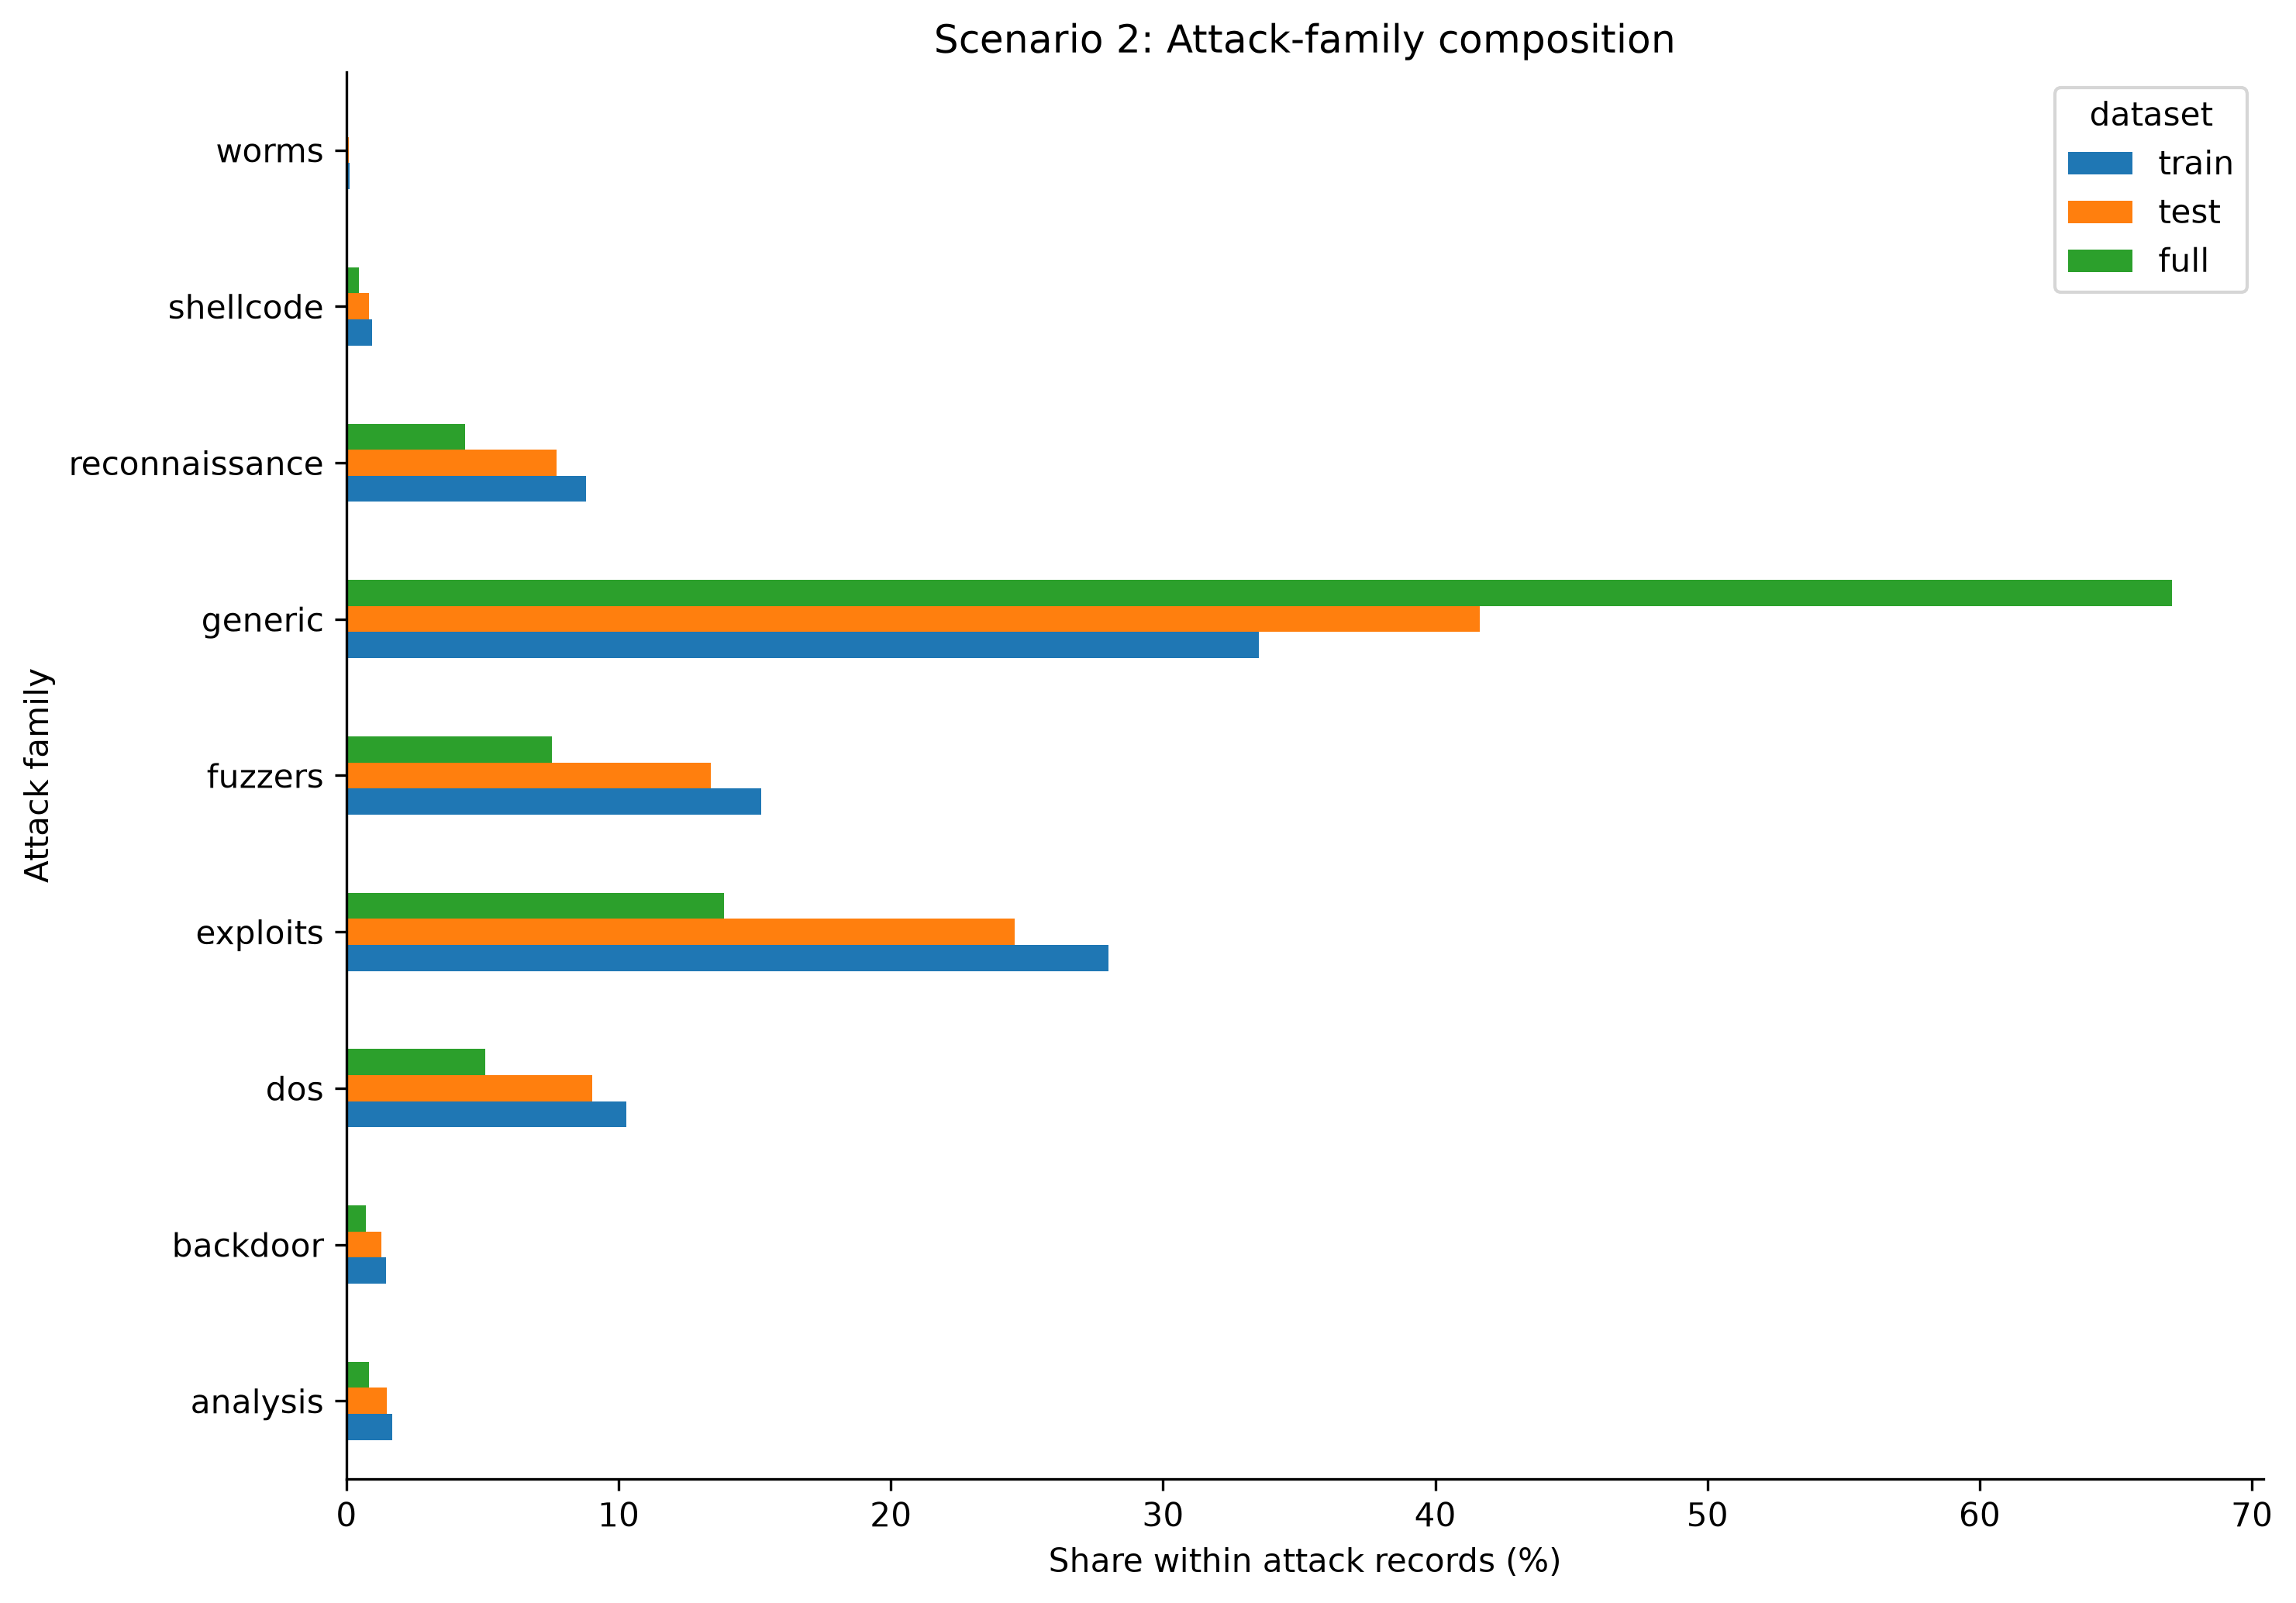 Scenario 2: Attack-family composition
dataset
train
test
full
Attack family
worms
shellcode
reconnaissance
generic
fuzzers
exploits
dos
backdoor
analysis
0 10 20 30 40 50 60 70
Share within attack records (%)